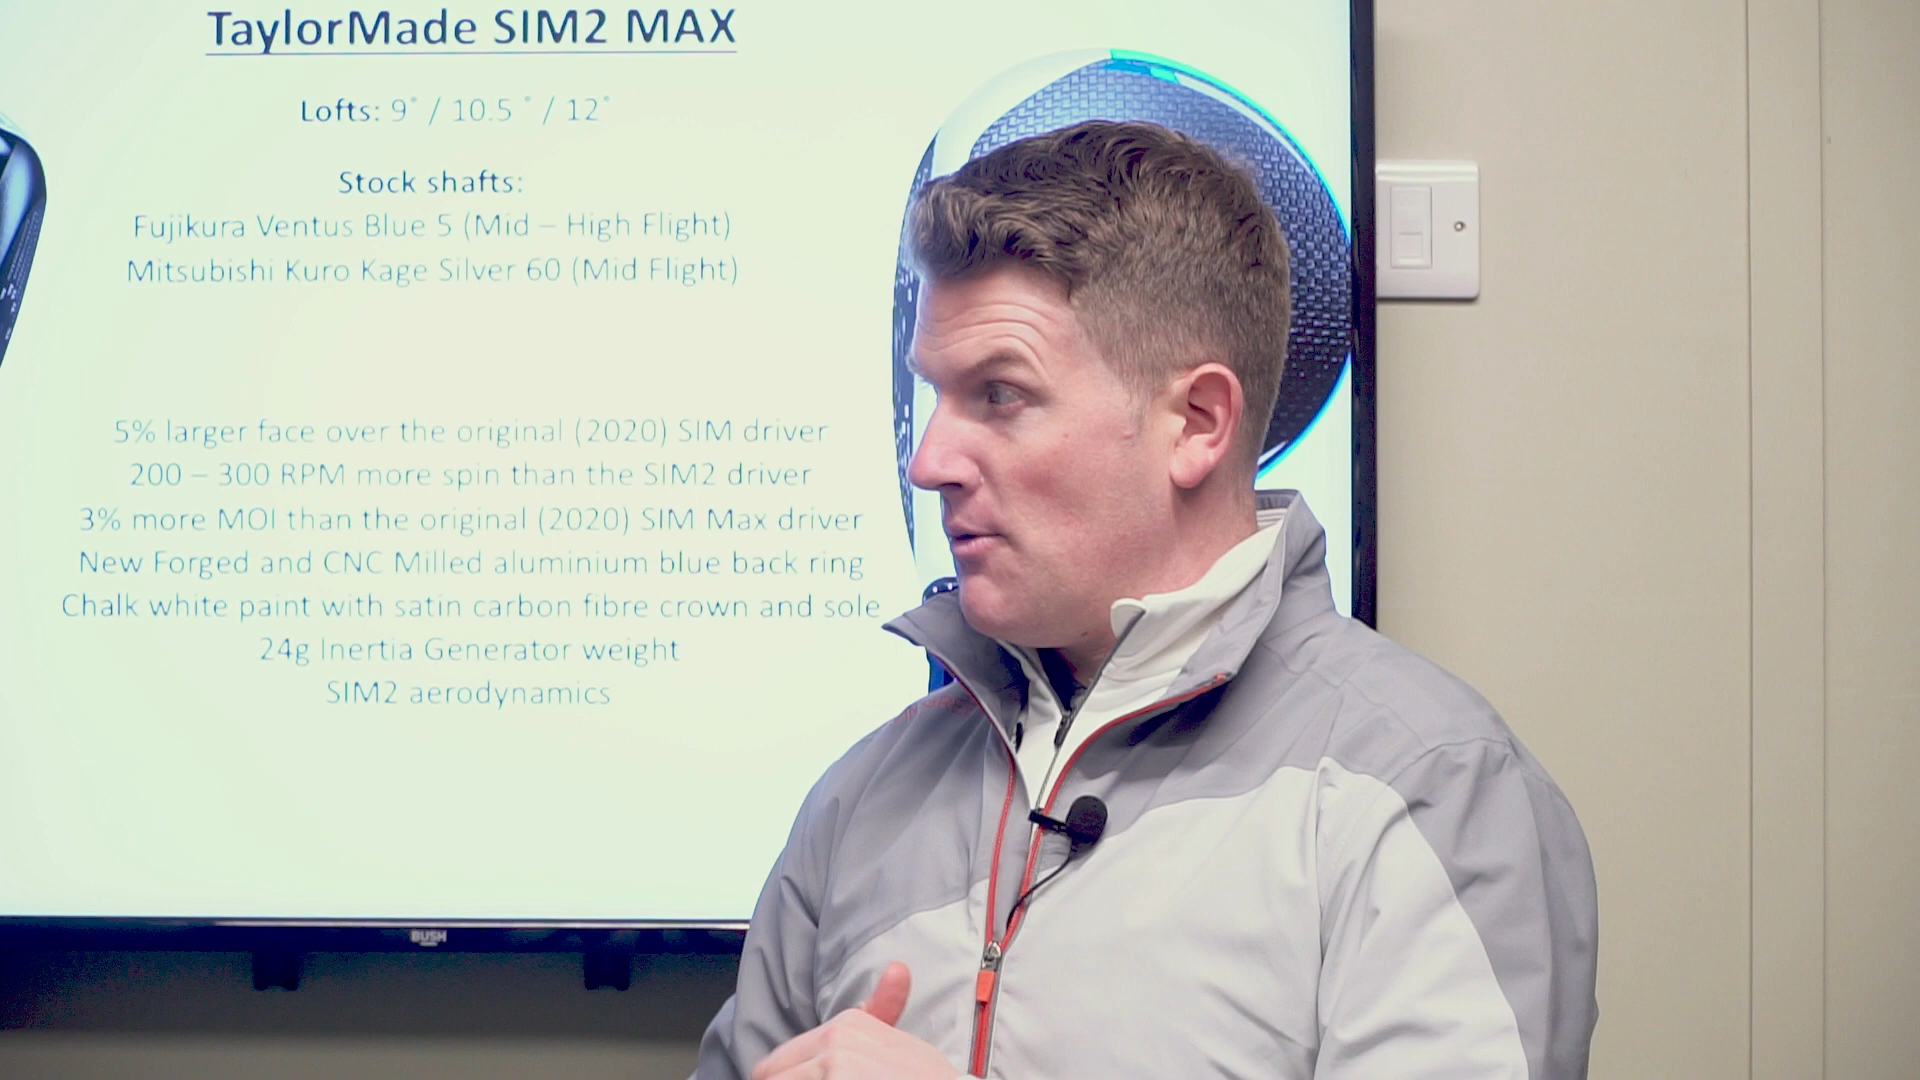 TaylorMade SIM2 MAX
Lofts: 9° / 10.5 ° / 12°
Stock shafts:
Fujikura Ventus Blue 5 (Mid – High Flight)
Mitsubishi Kuro Kage Silver 60 (Mid Flight)
5% larger face over the original (2020) SIM driver
200 – 300 RPM more spin than the SIM2 driver
3% more MOI than the original (2020) SIM Max driver
New Forged and CNC Milled aluminium blue back ring
Chalk white paint with satin carbon fibre crown and sole
24g Inertia Generator weight
SIM2 aerodynamics
BUSH